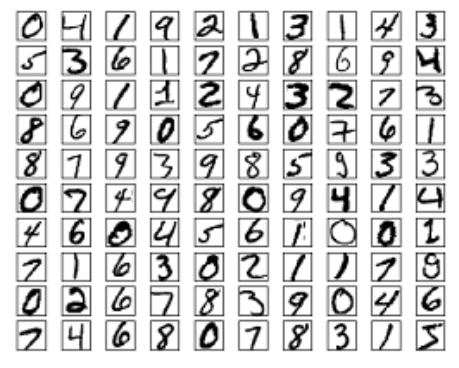 0 4 1 9 2 1 3 1 4 3
5 3 6 1 7 2 8 6 9 4
0 9 1 1 2 4 3 2 7 3
8 6 9 0 5 6 0 7 6 1
8 7 9 3 9 8 5 9 3 3
0 7 4 9 8 0 9 4 1 4
4 6 0 4 5 6 1 0 0 1
7 1 6 3 0 2 1 1 7 9
0 2 6 7 8 3 9 0 4 6
7 4 6 8 0 7 8 3 1 5